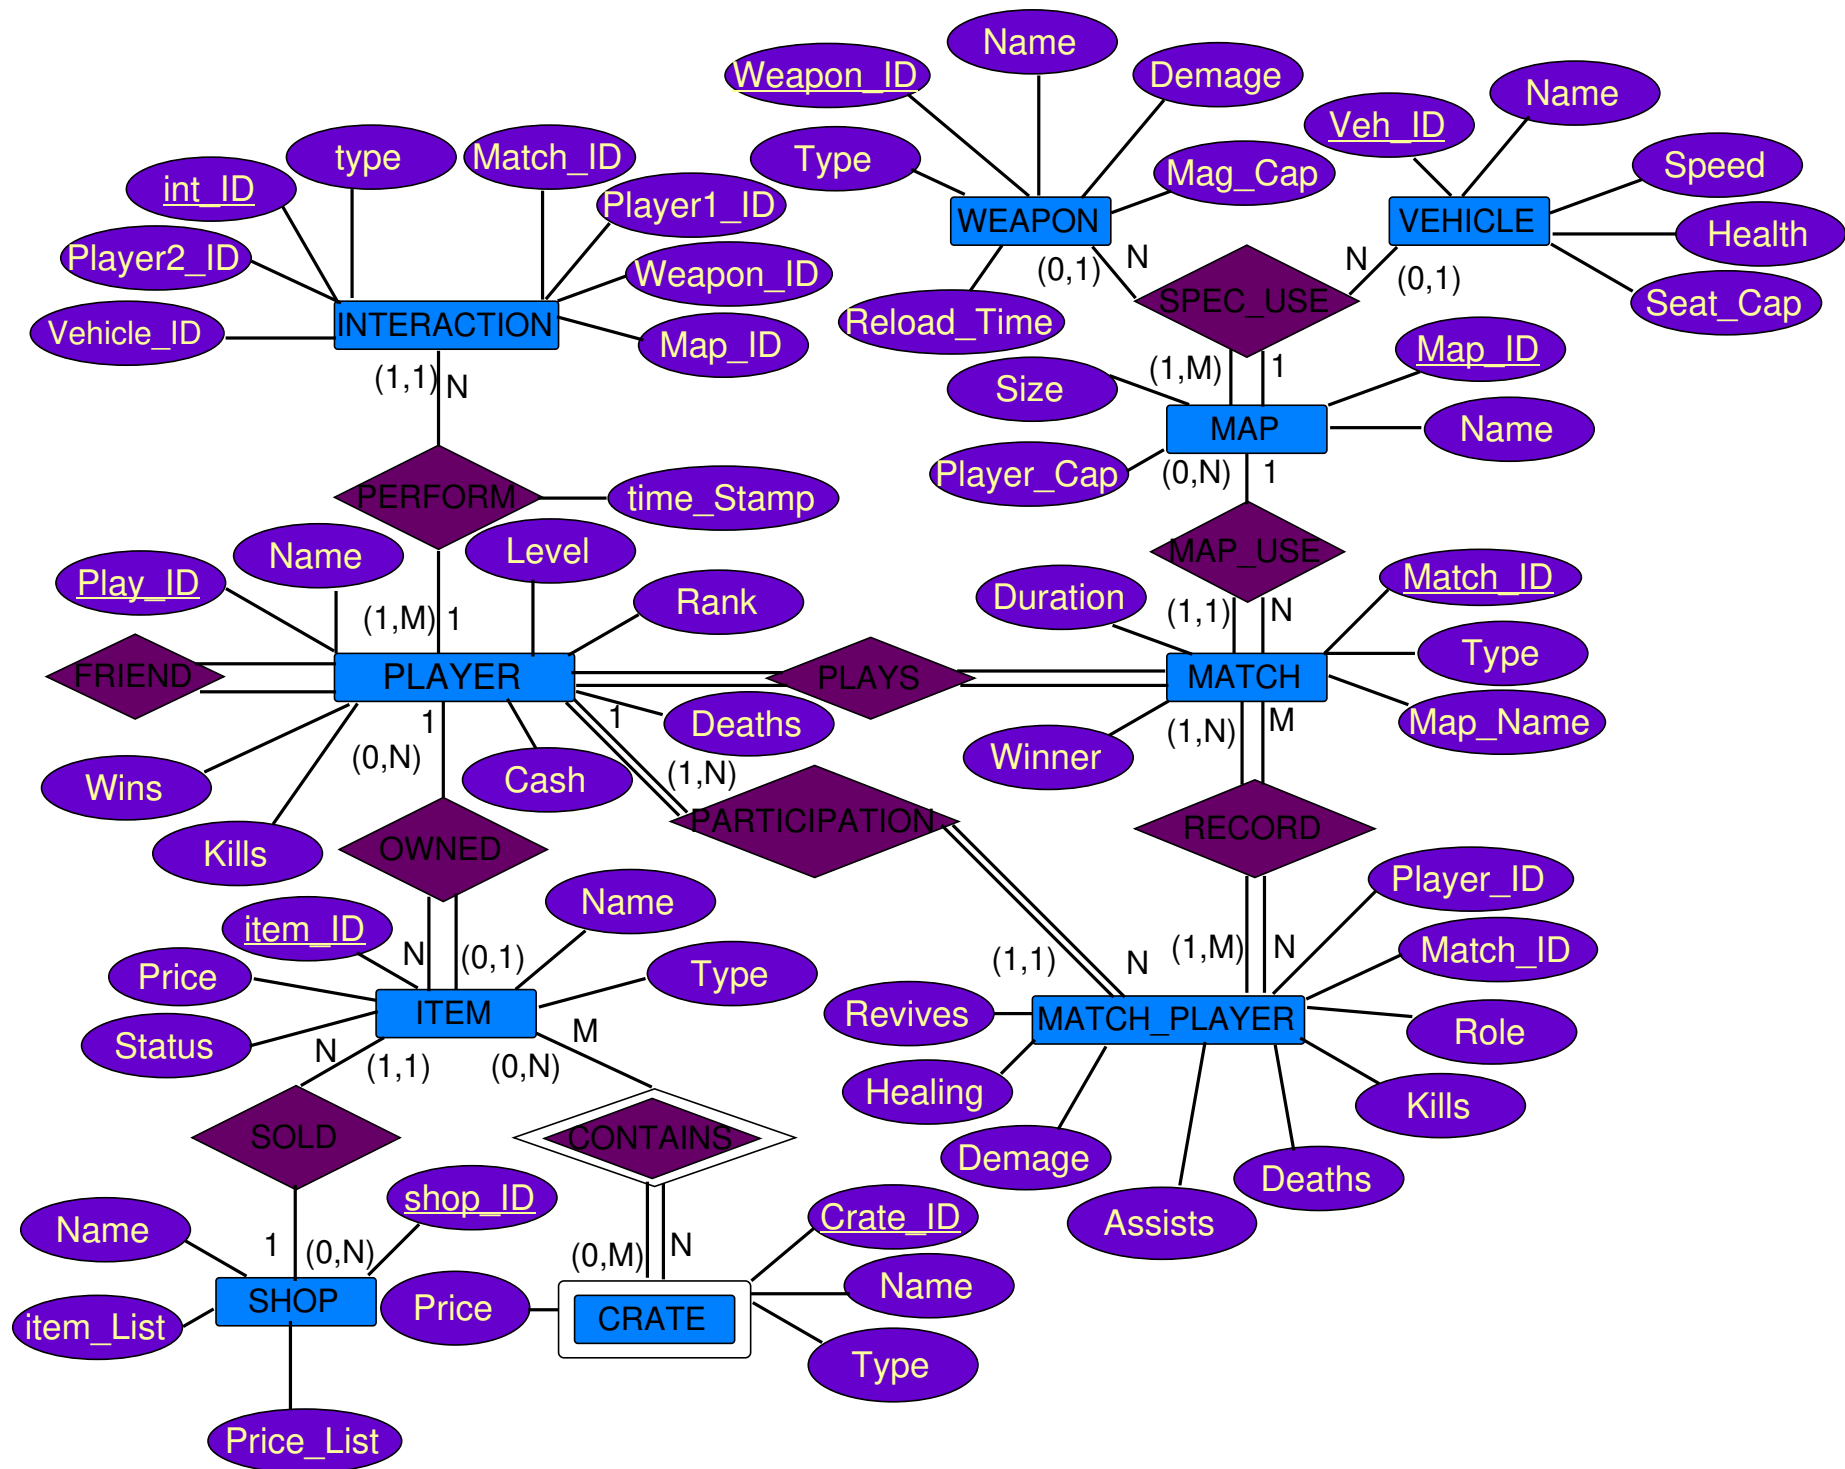 Name
Weapon_ID
Demage
Name
Veh_ID
type
Match_ID
Type
Mag_Cap
Speed
int_ID
Player1_ID
WEAPON
VEHICLE
Health
Player2_ID
Weapon_ID
(0,1)
N
N
(0,1)
SPEC_USE
Seat_Cap
Vehicle_ID
INTERACTION
Map_ID
Reload_Time
Map_ID
(1,1)
N
(1,M)
1
Size
MAP
Name
Player_Cap
(0,N)
1
PERFORM
time_Stamp
Name
Level
MAP_USE
Play_ID
Rank
Duration
Match_ID
(1,M)
1
(1,1)
N
Type
FRIEND
PLAYER
PLAYS
MATCH
1
1
Deaths
(1,N)
M
Map_Name
(0,N)
Winner
Wins
Cash
(1,N)
Kills
OWNED
PARTICIPATION
RECORD
Player_ID
item_ID
Name
N
(0,1)
(1,1)
N
(1,M)
N
Match_ID
Price
Type
ITEM
Revives
MATCH_PLAYER
Role
Status
N
(1,1)
(0,N)
M
Healing
Kills
SOLD
CONTAINS
Demage
Deaths
Name
shop_ID
Crate_ID
Assists
1
(0,N)
(0,M)
N
Name
SHOP
Price
CRATE
item_List
Type
Price_List